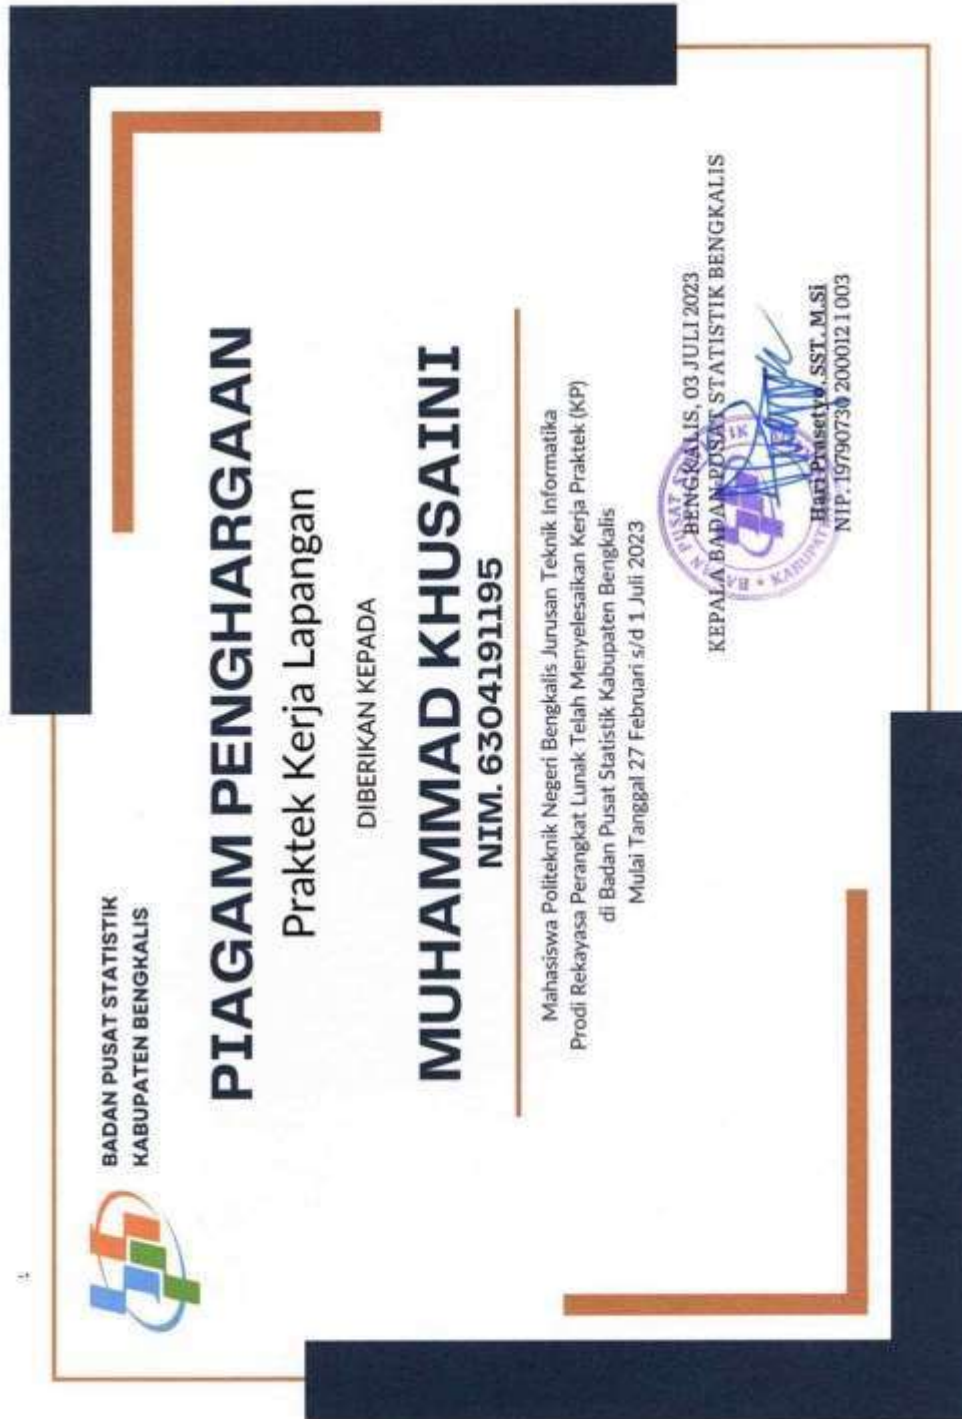 BADAN PUSAT STATISTIK
KABUPATEN BENGKALIS
PIAGAM PENGHARGAAN
Praktek Kerja Lapangan
DIBERIKAN KEPADA
MUHAMMAD KHUSAINI
NIM. 6304191195
Mahasiswa Politeknik Negeri Bengkalis Jurusan Teknik Informatika
Prodi Rekayasa Perangkat Lunak Telah Menyelesaikan Kerja Praktek (KP)
di Badan Pusat Statistik Kabupaten Bengkalis
Mulai Tanggal 27 Februari s/d 1 Juli 2023
BENGKALIS, 03 JULI 2023
KEPALA BADAN PUSAT STATISTIK BENGKALIS
Hari Prasetyo, SST. M.Si
NIP. 19790730 200012 1 003